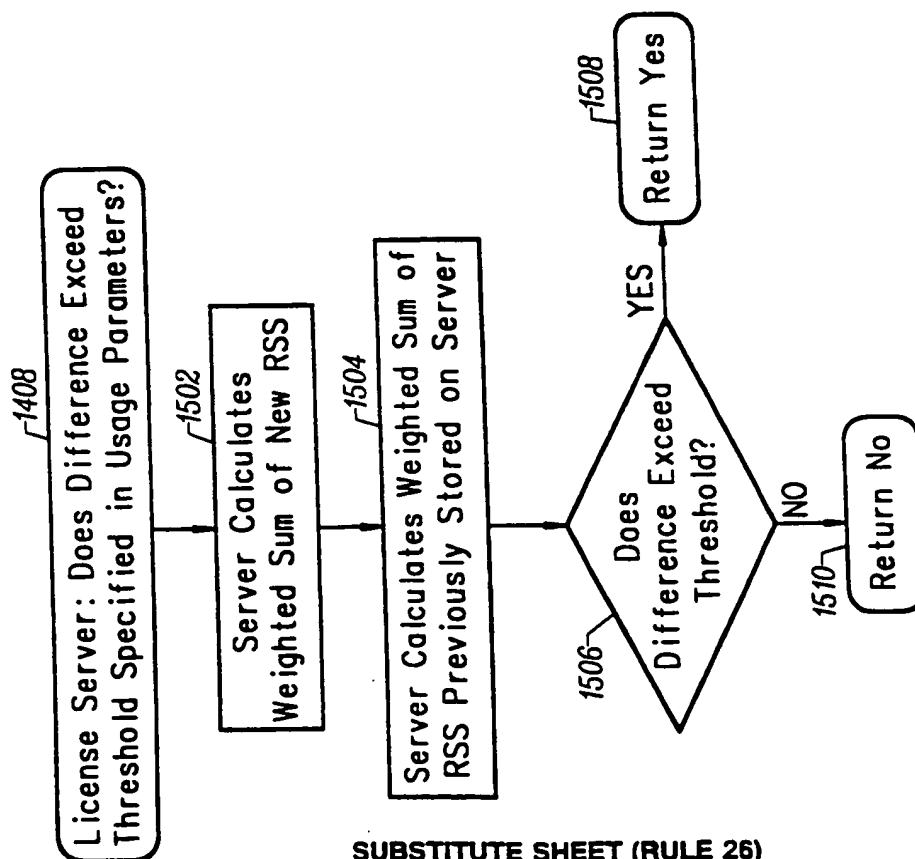 1408
License Server: Does Difference Exceed
Threshold Specified in Usage Parameters?
1502
Server Calculates
Weighted Sum of New RSS
1504
Server Calculates Weighted Sum of
RSS Previously Stored on Server
1506
Does
Difference Exceed
Threshold?
YES
1508
Return Yes
NO
1510
Return No
SUBSTITUTE SHEET (RULE 26)